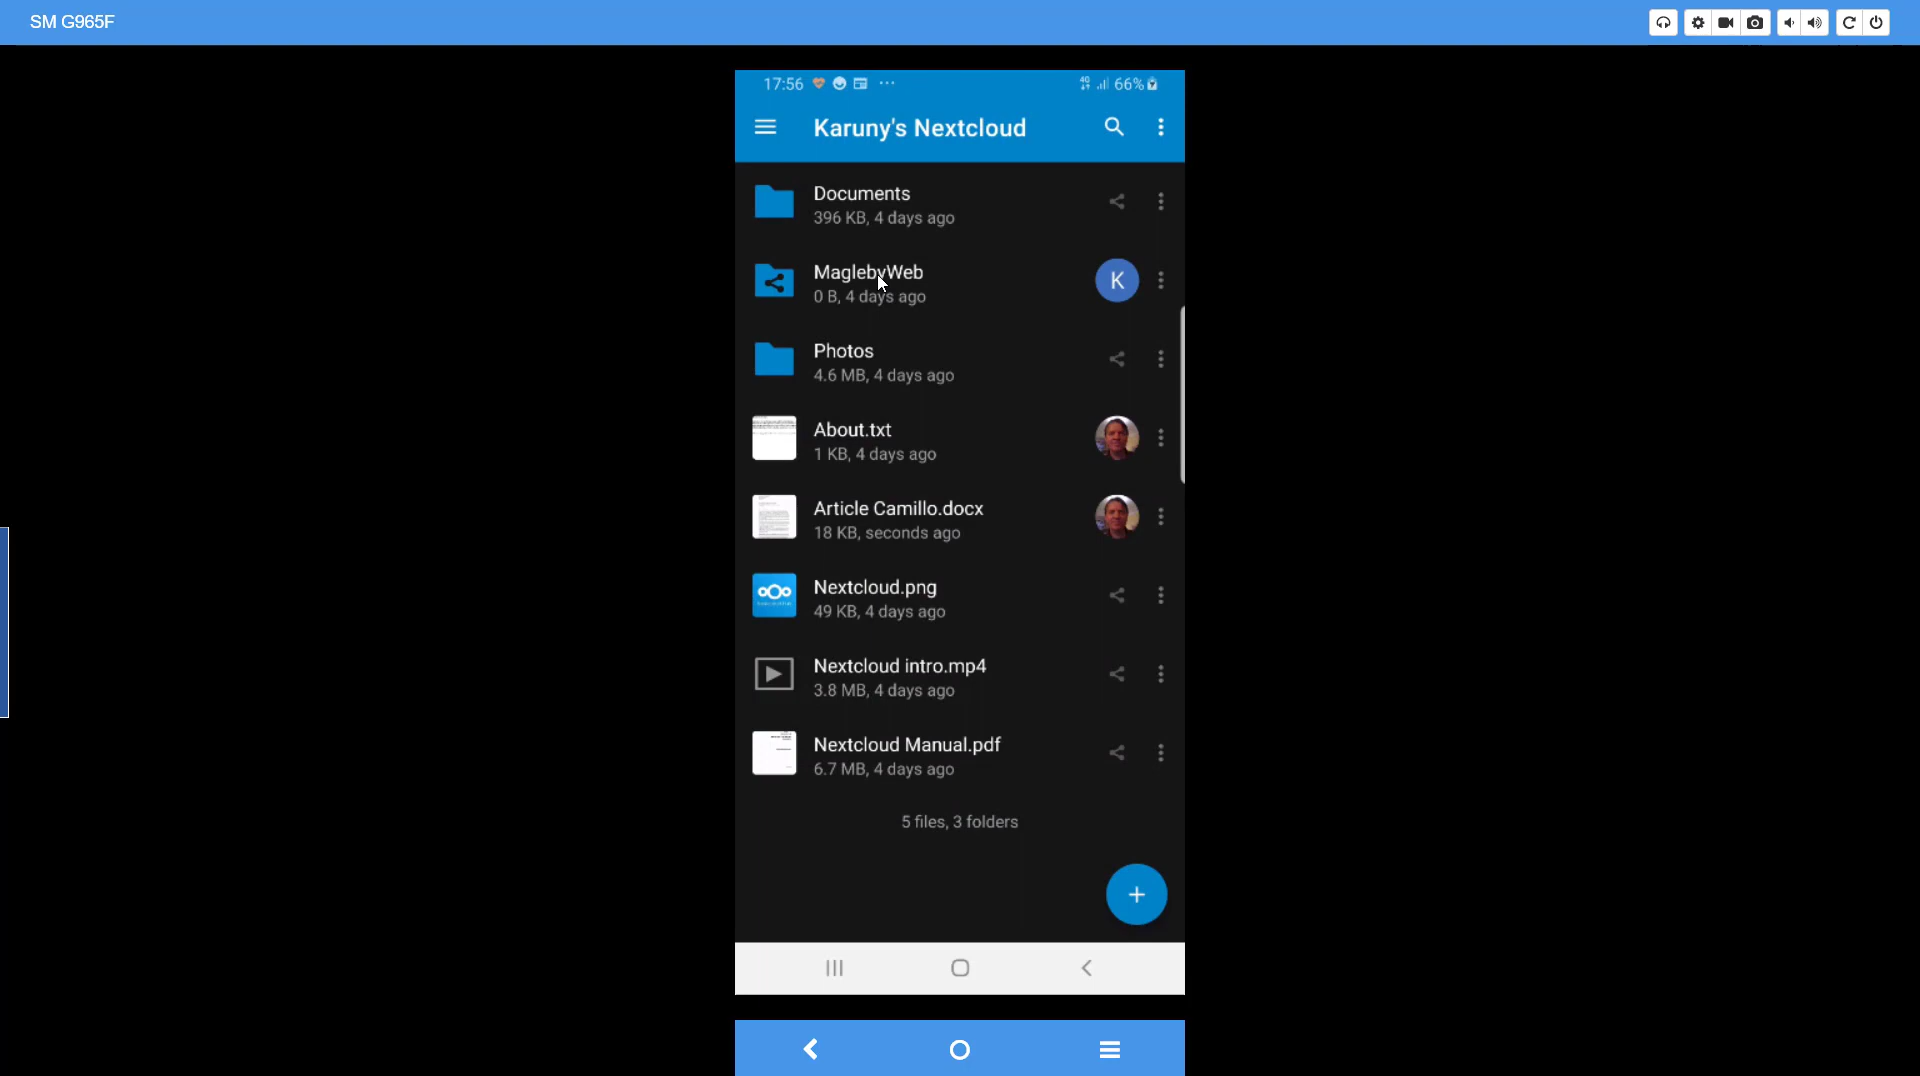 SM G965F
17:56
4G 66%
Karuny's Nextcloud
Documents
396 KB, 4 days ago
MaglebyWeb
0 B, 4 days ago
K
Photos
4.6 MB, 4 days ago
About.txt
1 KB, 4 days ago
Article Camillo.docx
18 KB, seconds ago
Nextcloud.png
49 KB, 4 days ago
Nextcloud intro.mp4
3.8 MB, 4 days ago
Nextcloud Manual.pdf
6.7 MB, 4 days ago
5 files, 3 folders